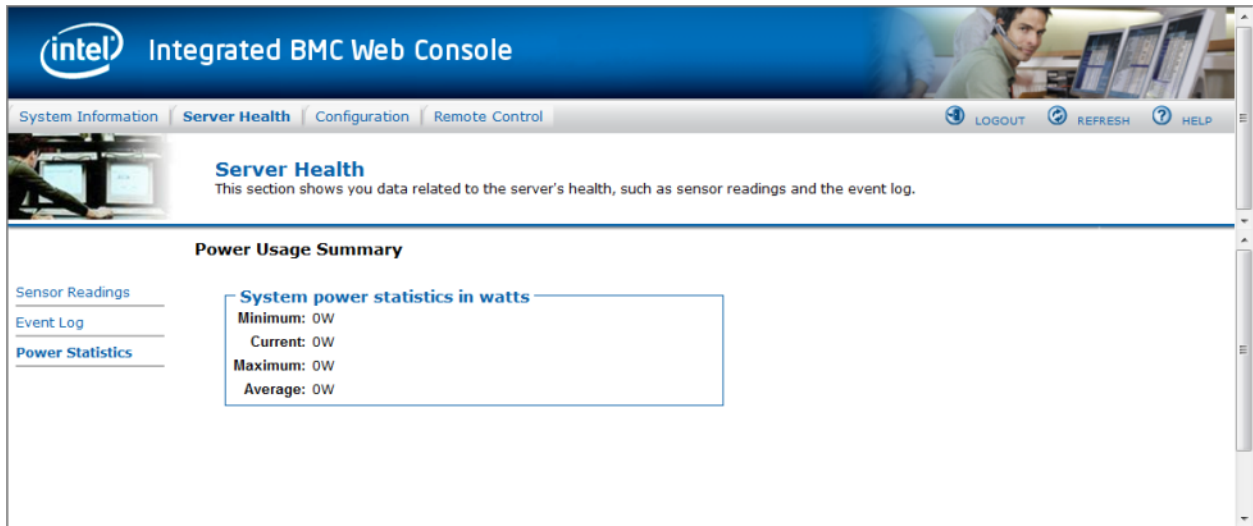 intel Integrated BMC Web Console
System Information Server Health Configuration Remote Control LOGOUT REFRESH ? HELP
Server Health
This section shows you data related to the server's health, such as sensor readings and the event log.
Power Usage Summary
Sensor Readings
Event Log
Power Statistics
System power statistics in watts
Minimum: 0W
Current: 0W
Maximum: 0W
Average: 0W